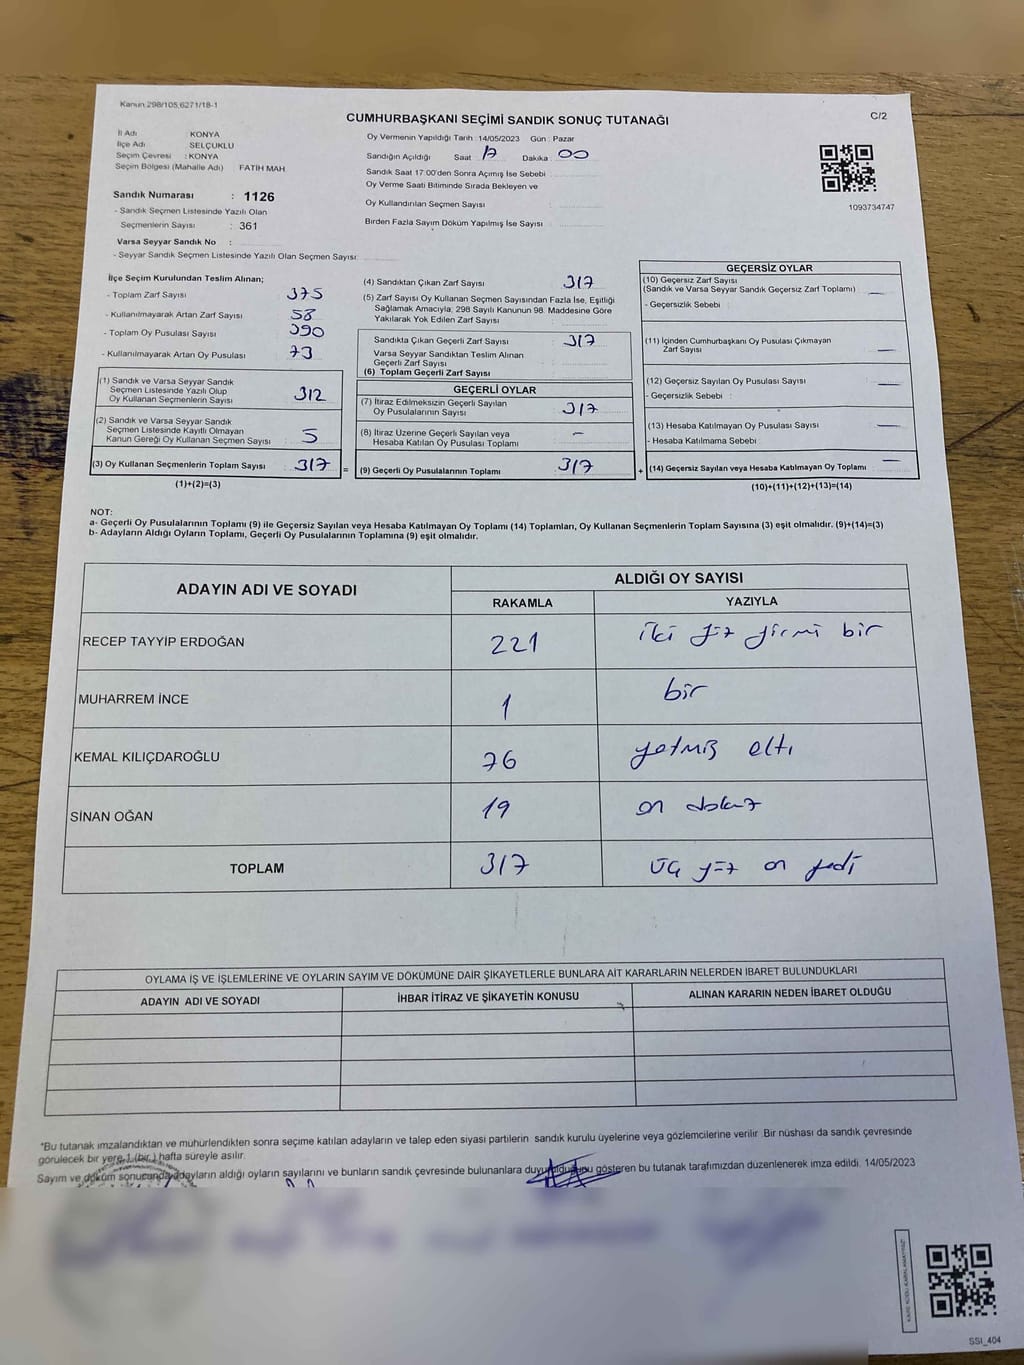 Kanun 298/105,6271/18-1
CUMHURBAŞKANI SEÇİMİ SANDIK SONUÇ TUTANAĞI
C/2
İl Adı KONYA
İlçe Adı SELÇUKLU
Seçim Çevresi : KONYA
Seçim Bölgesi (Mahalle Adı) FATİH MAH
Sandık Numarası : 1126
- Sandık Seçmen Listesinde Yazılı Olan
Seçmenlerin Sayısı : 361
Varsa Seyyar Sandık No :
- Seyyar Sandık Seçmen Listesinde Yazılı Olan Seçmen Sayısı:
Oy Vermenin Yapıldığı Tarih : 14/05/2023 Gün : Pazar
Sandığın Açıldığı Saat 17 Dakika 00
Sandık Saat 17:00'den Sonra Açımış İse Sebebi
Oy Verme Saati Bitiminde Sırada Bekleyen ve
Oy Kullandırılan Seçmen Sayısı :
Birden Fazla Sayım Döküm Yapılmış İse Sayısı
1093734747
İlçe Seçim Kurulundan Teslim Alınan;
- Toplam Zarf Sayısı 375
- Kullanılmayarak Artan Zarf Sayısı 58
- Toplam Oy Pusulası Sayısı 390
- Kullanılmayarak Artan Oy Pusulası 73
(1) Sandık ve Varsa Seyyar Sandık
Seçmen Listesinde Yazılı Olup
Oy Kullanan Seçmenlerin Sayısı 312
(2) Sandık ve Varsa Seyyar Sandık
Seçmen Listesinde Kayıtlı Olmayan
Kanun Gereği Oy Kullanan Seçmen Sayısı : 5
(3) Oy Kullanan Seçmenlerin Toplam Sayısı : 317 =
(1)+(2)=(3)
(4) Sandıktan Çıkan Zarf Sayısı 317
(5) Zarf Sayısı Oy Kullanan Seçmen Sayısından Fazla İse, Eşitliği
Sağlamak Amacıyla; 298 Sayılı Kanunun 98. Maddesine Göre
Yakılarak Yok Edilen Zarf Sayısı
Sandıkta Çıkan Geçerli Zarf Sayısı : 317
Varsa Seyyar Sandıktan Teslim Alınan
Geçerli Zarf Sayısı
(6) Toplam Geçerli Zarf Sayısı
GEÇERLİ OYLAR
(7) İtiraz Edilmeksizin Geçerli Sayılan
Oy Pusulalarının Sayısı 317
(8) İtiraz Üzerine Geçerli Sayılan veya
Hesaba Katılan Oy Pusulası Toplamı : -
(9) Geçerli Oy Pusulalarının Toplamı 317 +
GEÇERSİZ OYLAR
(10) Geçersiz Zarf Sayısı
(Sandık ve Varsa Seyyar Sandık Geçersiz Zarf Toplamı) —
- Geçersizlik Sebebi :
(11) İçinden Cumhurbaşkanı Oy Pusulası Çıkmayan
Zarf Sayısı —
(12) Geçersiz Sayılan Oy Pusulası Sayısı —
- Geçersizlik Sebebi :
(13) Hesaba Katılmayan Oy Pusulası Sayısı —
- Hesaba Katılmama Sebebi
(14) Geçersiz Sayılan veya Hesaba Katılmayan Oy Toplamı —
(10)+(11)+(12)+(13)=(14)
NOT:
a- Geçerli Oy Pusulalarının Toplamı (9) ile Geçersiz Sayılan veya Hesaba Katılmayan Oy Toplamı (14) Toplamları, Oy Kullanan Seçmenlerin Toplam Sayısına (3) eşit olmalıdır. (9)+(14)=(3)
b- Adayların Aldığı Oyların Toplamı, Geçerli Oy Pusulalarının Toplamına (9) eşit olmalıdır.
ADAYIN ADI VE SOYADI
ALDIĞI OY SAYISI
RAKAMLA YAZIYLA
RECEP TAYYİP ERDOĞAN 221 iki yüz yirmi bir
MUHARREM İNCE 1 bir
KEMAL KILIÇDAROĞLU 76 yetmiş altı
SİNAN OĞAN 19 on dokuz
TOPLAM 317 üç yüz on yedi
OYLAMA İŞ VE İŞLEMLERİNE VE OYLARIN SAYIM VE DÖKÜMÜNE DAİR ŞİKAYETLERLE BUNLARA AİT KARARLARIN NELERDEN İBARET BULUNDUKLARI
ADAYIN ADI VE SOYADI İHBAR İTİRAZ VE ŞİKAYETİN KONUSU ALINAN KARARIN NEDEN İBARET OLDUĞU
*Bu tutanak imzalandıktan ve mühürlendikten sonra seçime katılan adayların ve talep eden siyasi partilerin sandık kurulu üyelerine veya gözlemcilerine verilir. Bir nüshası da sandık çevresinde
görülecek bir yere 1 (bir) hafta süreyle asılır.
Sayım ve döküm sonucunda adayların aldığı oyların sayılarını ve bunların sandık çevresinde bulunanlara duyurulduğunu gösteren bu tutanak tarafımızdan düzenlenerek imza edildi. 14/05/2023
SSI_404